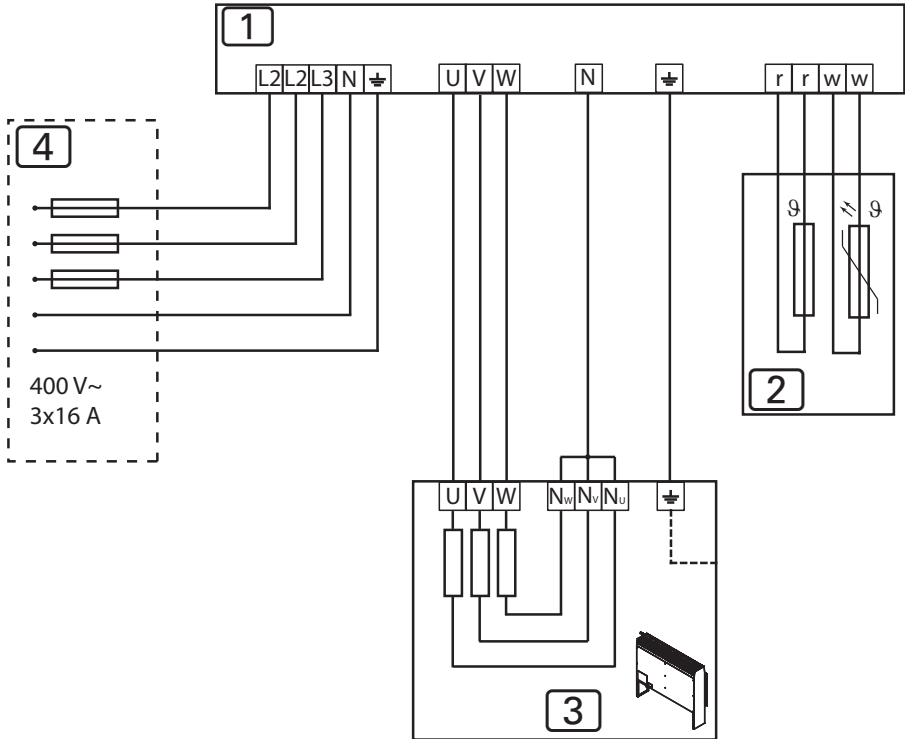 1
L2 L2 L3 N ⏚ U V W N ⏚ r r w w
4
ϑ ϑ
400 V~
3x16 A
2
U V W Nw Nv Nu ⏚
3